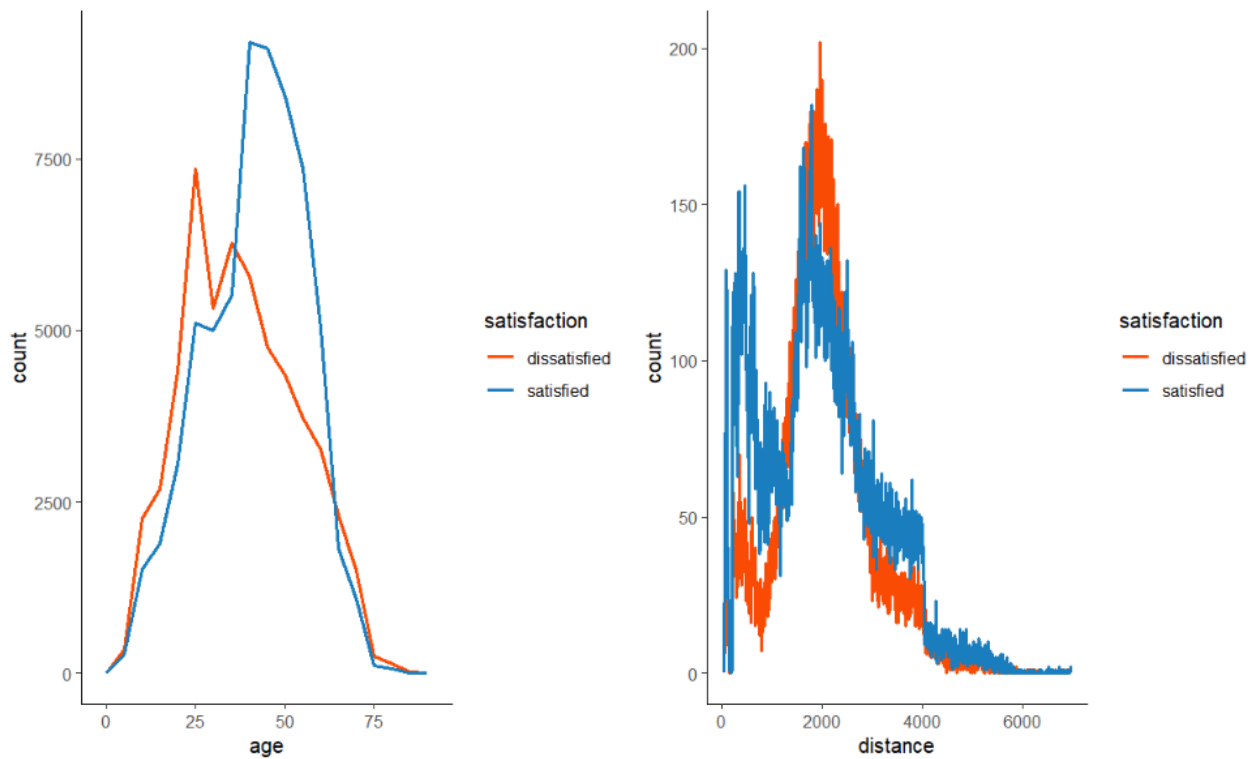 7500
5000
2500
0
count
0
25
50
75
age
satisfaction
dissatisfied
satisfied
200
150
100
50
0
count
0
2000
4000
6000
distance
satisfaction
dissatisfied
satisfied